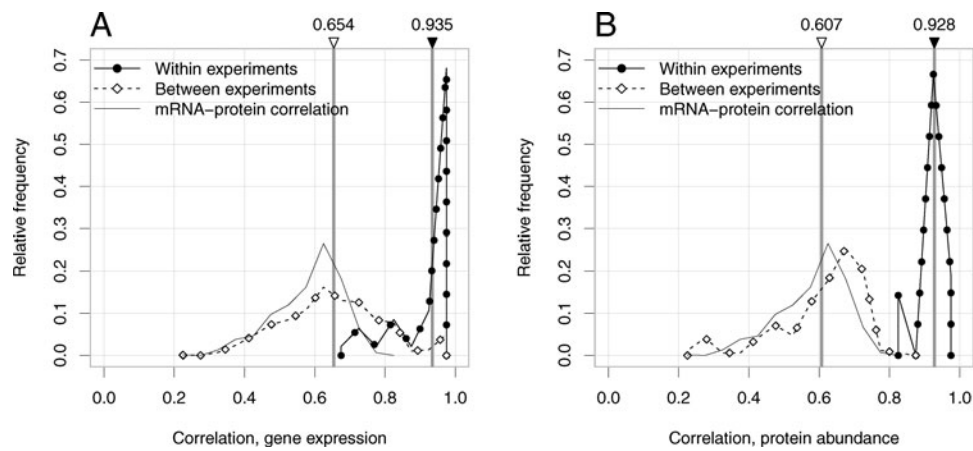 A
0.654
0.935
Within experiments
Between experiments
mRNA–protein correlation
Relative frequency
0.7
0.6
0.5
0.4
0.3
0.2
0.1
0.0
0.0 0.2 0.4 0.6 0.8 1.0
Correlation, gene expression
B
0.607
0.928
Within experiments
Between experiments
mRNA–protein correlation
Relative frequency
0.7
0.6
0.5
0.4
0.3
0.2
0.1
0.0
0.0 0.2 0.4 0.6 0.8 1.0
Correlation, protein abundance